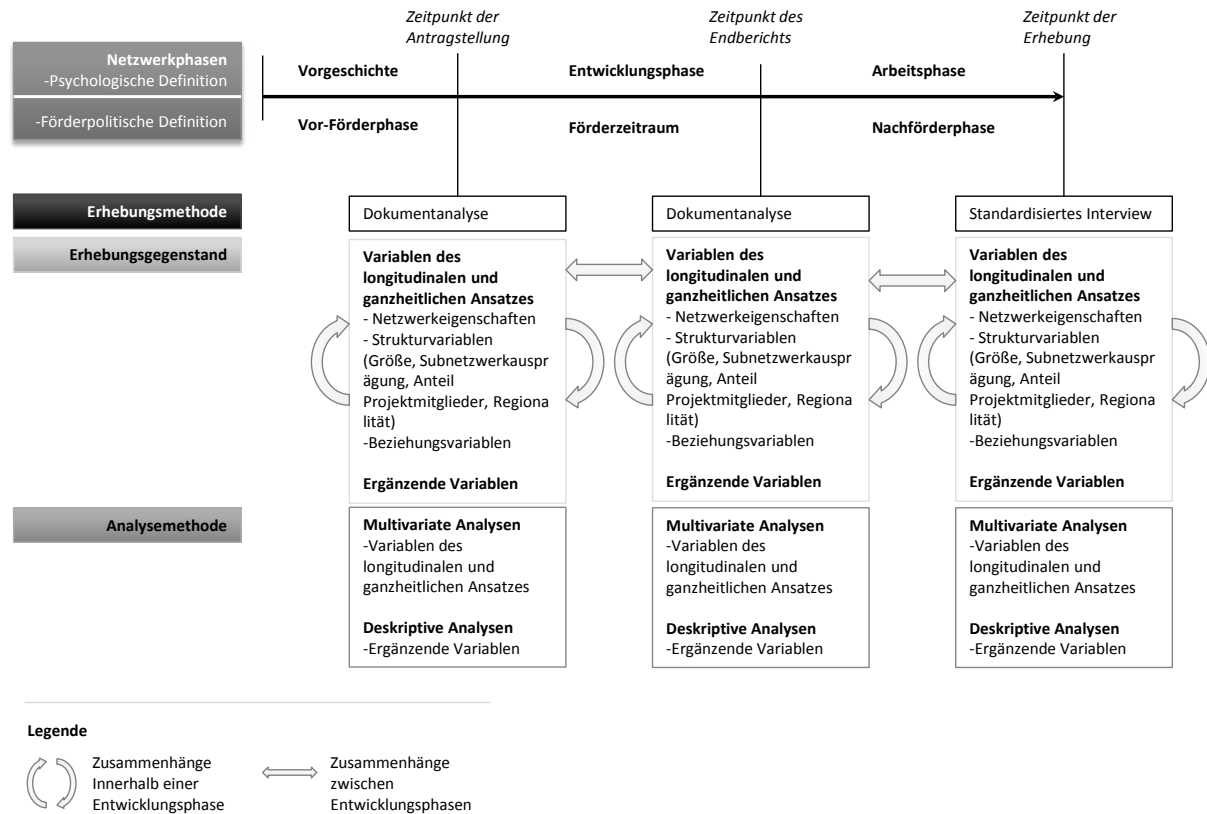 Zeitpunkt der
Antragstellung
Zeitpunkt des
Endberichts
Zeitpunkt der
Erhebung
Netzwerkphasen
-Psychologische Definition
-Förderpolitische Definition
Vorgeschichte
Entwicklungsphase
Arbeitsphase
Vor-Förderphase
Förderzeitraum
Nachförderphase
Erhebungsmethode
Dokumentanalyse
Dokumentanalyse
Standardisiertes Interview
Erhebungsgegenstand
Variablen des
longitudinalen und
ganzheitlichen Ansatzes
- Netzwerkeigenschaften
- Strukturvariablen
(Größe, Subnetzwerkauspr
ägung, Anteil
Projektmitglieder, Regiona
lität)
-Beziehungsvariablen
Ergänzende Variablen
Variablen des
longitudinalen und
ganzheitlichen Ansatzes
- Netzwerkeigenschaften
- Strukturvariablen
(Größe, Subnetzwerkauspr
ägung, Anteil
Projektmitglieder, Regiona
lität)
-Beziehungsvariablen
Ergänzende Variablen
Variablen des
longitudinalen und
ganzheitlichen Ansatzes
- Netzwerkeigenschaften
- Strukturvariablen
(Größe, Subnetzwerkauspr
ägung, Anteil
Projektmitglieder, Regiona
lität)
-Beziehungsvariablen
Ergänzende Variablen
Analysemethode
Multivariate Analysen
-Variablen des
longitudinalen und
ganzheitlichen Ansatzes
Deskriptive Analysen
-Ergänzende Variablen
Multivariate Analysen
-Variablen des
longitudinalen und
ganzheitlichen Ansatzes
Deskriptive Analysen
-Ergänzende Variablen
Multivariate Analysen
-Variablen des
longitudinalen und
ganzheitlichen Ansatzes
Deskriptive Analysen
-Ergänzende Variablen
Legende
Zusammenhänge
Innerhalb einer
Entwicklungsphase
Zusammenhänge
zwischen
Entwicklungsphasen